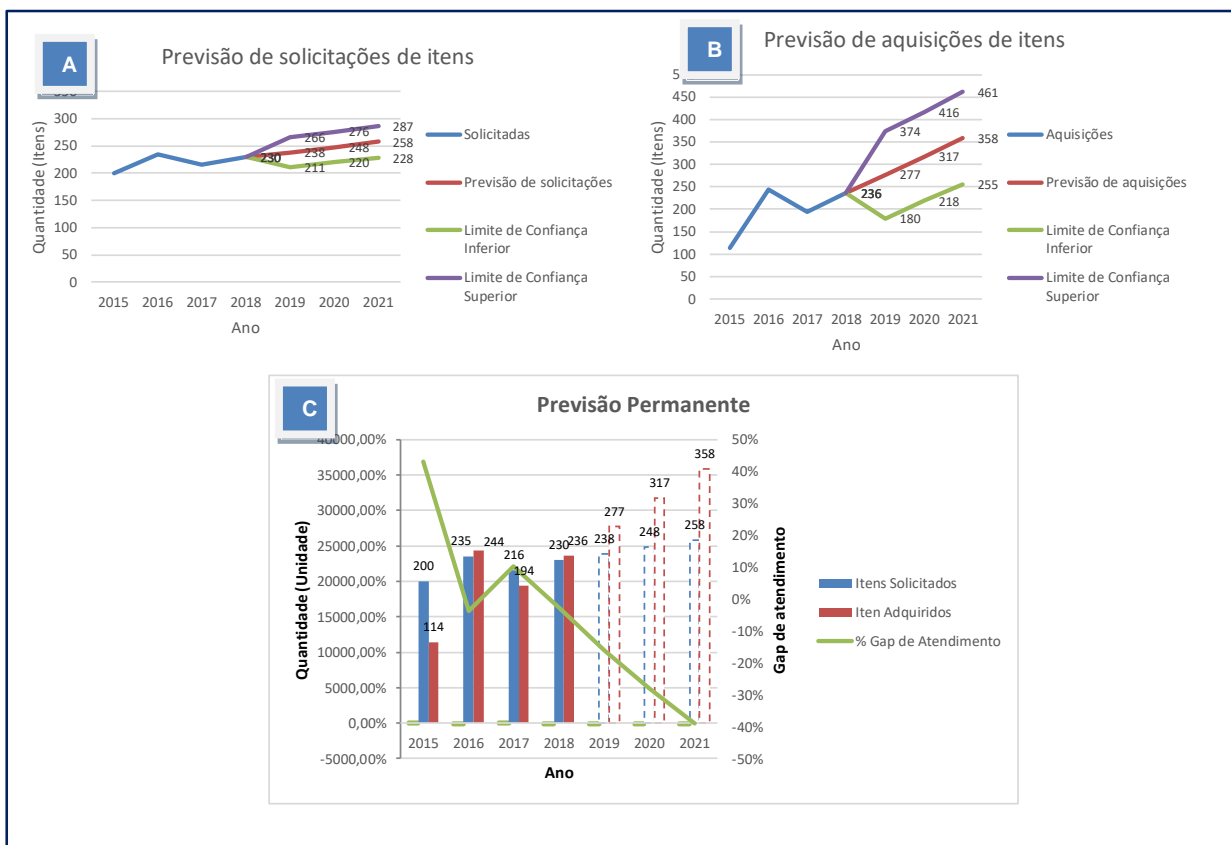 A
Previsão de solicitações de itens
Quantidade (Itens)
350
300
250
200
150
100
50
0
230
266
276
287
238
248
258
211
220
228
2015 2016 2017 2018 2019 2020 2021
Ano
Solicitadas
Previsão de solicitações
Limite de Confiança
Inferior
Limite de Confiança
Superior
B
Previsão de aquisições de itens
Quantidade (Itens)
450
400
350
300
250
200
150
100
50
0
236
374
416
461
277
317
358
180
218
255
2015 2016 2017 2018 2019 2020 2021
Ano
Aquisições
Previsão de aquisições
Limite de Confiança
Inferior
Limite de Confiança
Superior
C
Previsão Permanente
Quantidade (Unidade)
40000,00%
35000,00%
30000,00%
25000,00%
20000,00%
15000,00%
10000,00%
5000,00%
0,00%
-5000,00%
200
114
235
244
216
194
230
236
238
277
248
317
258
358
50%
40%
30%
20%
10%
0%
-10%
-20%
-30%
-40%
-50%
Gap de atendimento
2015 2016 2017 2018 2019 2020 2021
Ano
Itens Solicitados
Iten Adquiridos
% Gap de Atendimento